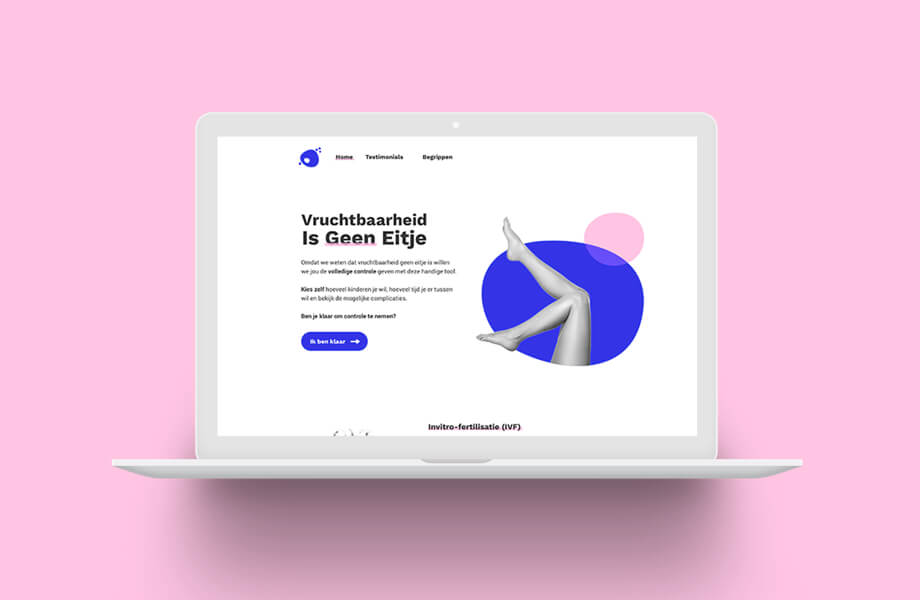 Home Testimonials Begrippen
Vruchtbaarheid
Is Geen Eitje
Omdat we weten dat vruchtbaarheid geen eitje is willen
we jou de volledige controle geven met deze handige tool.
Kies zelf hoeveel kinderen je wil, hoeveel tijd je er tussen
wil en bekijk de mogelijke complicaties.
Ben je klaar om controle te nemen?
Ik ben klaar
Invitro-fertilisatie (IVF)